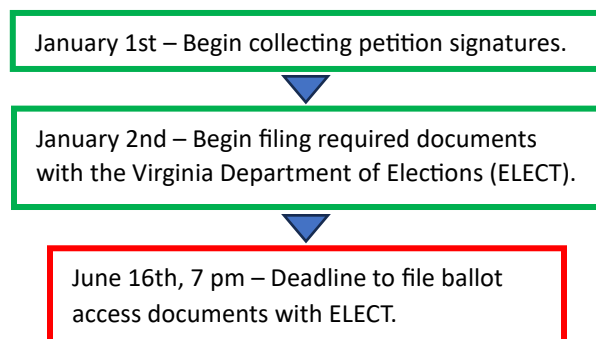 January 1st – Begin collecting petition signatures.
January 2nd – Begin filing required documents
with the Virginia Department of Elections (ELECT).
June 16th, 7 pm – Deadline to file ballot
access documents with ELECT.